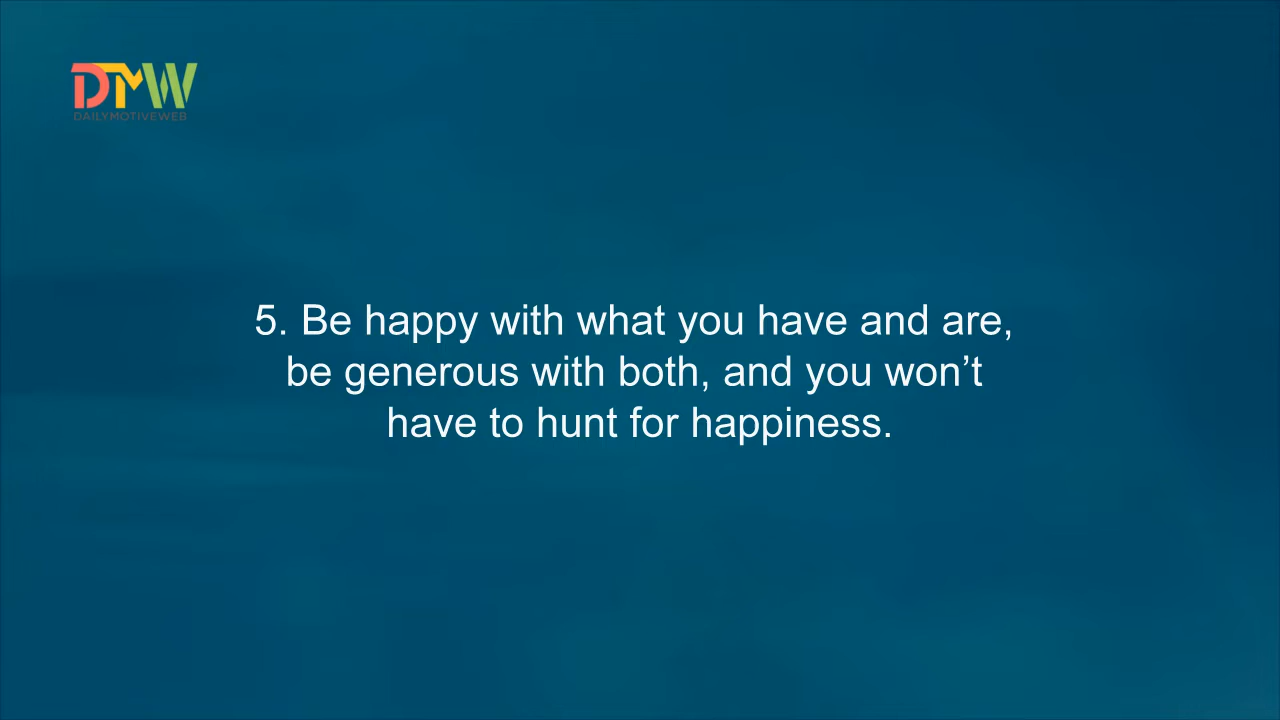 DTMW
DAILYMOTIVEWEB
5. Be happy with what you have and are,
be generous with both, and you won’t
have to hunt for happiness.